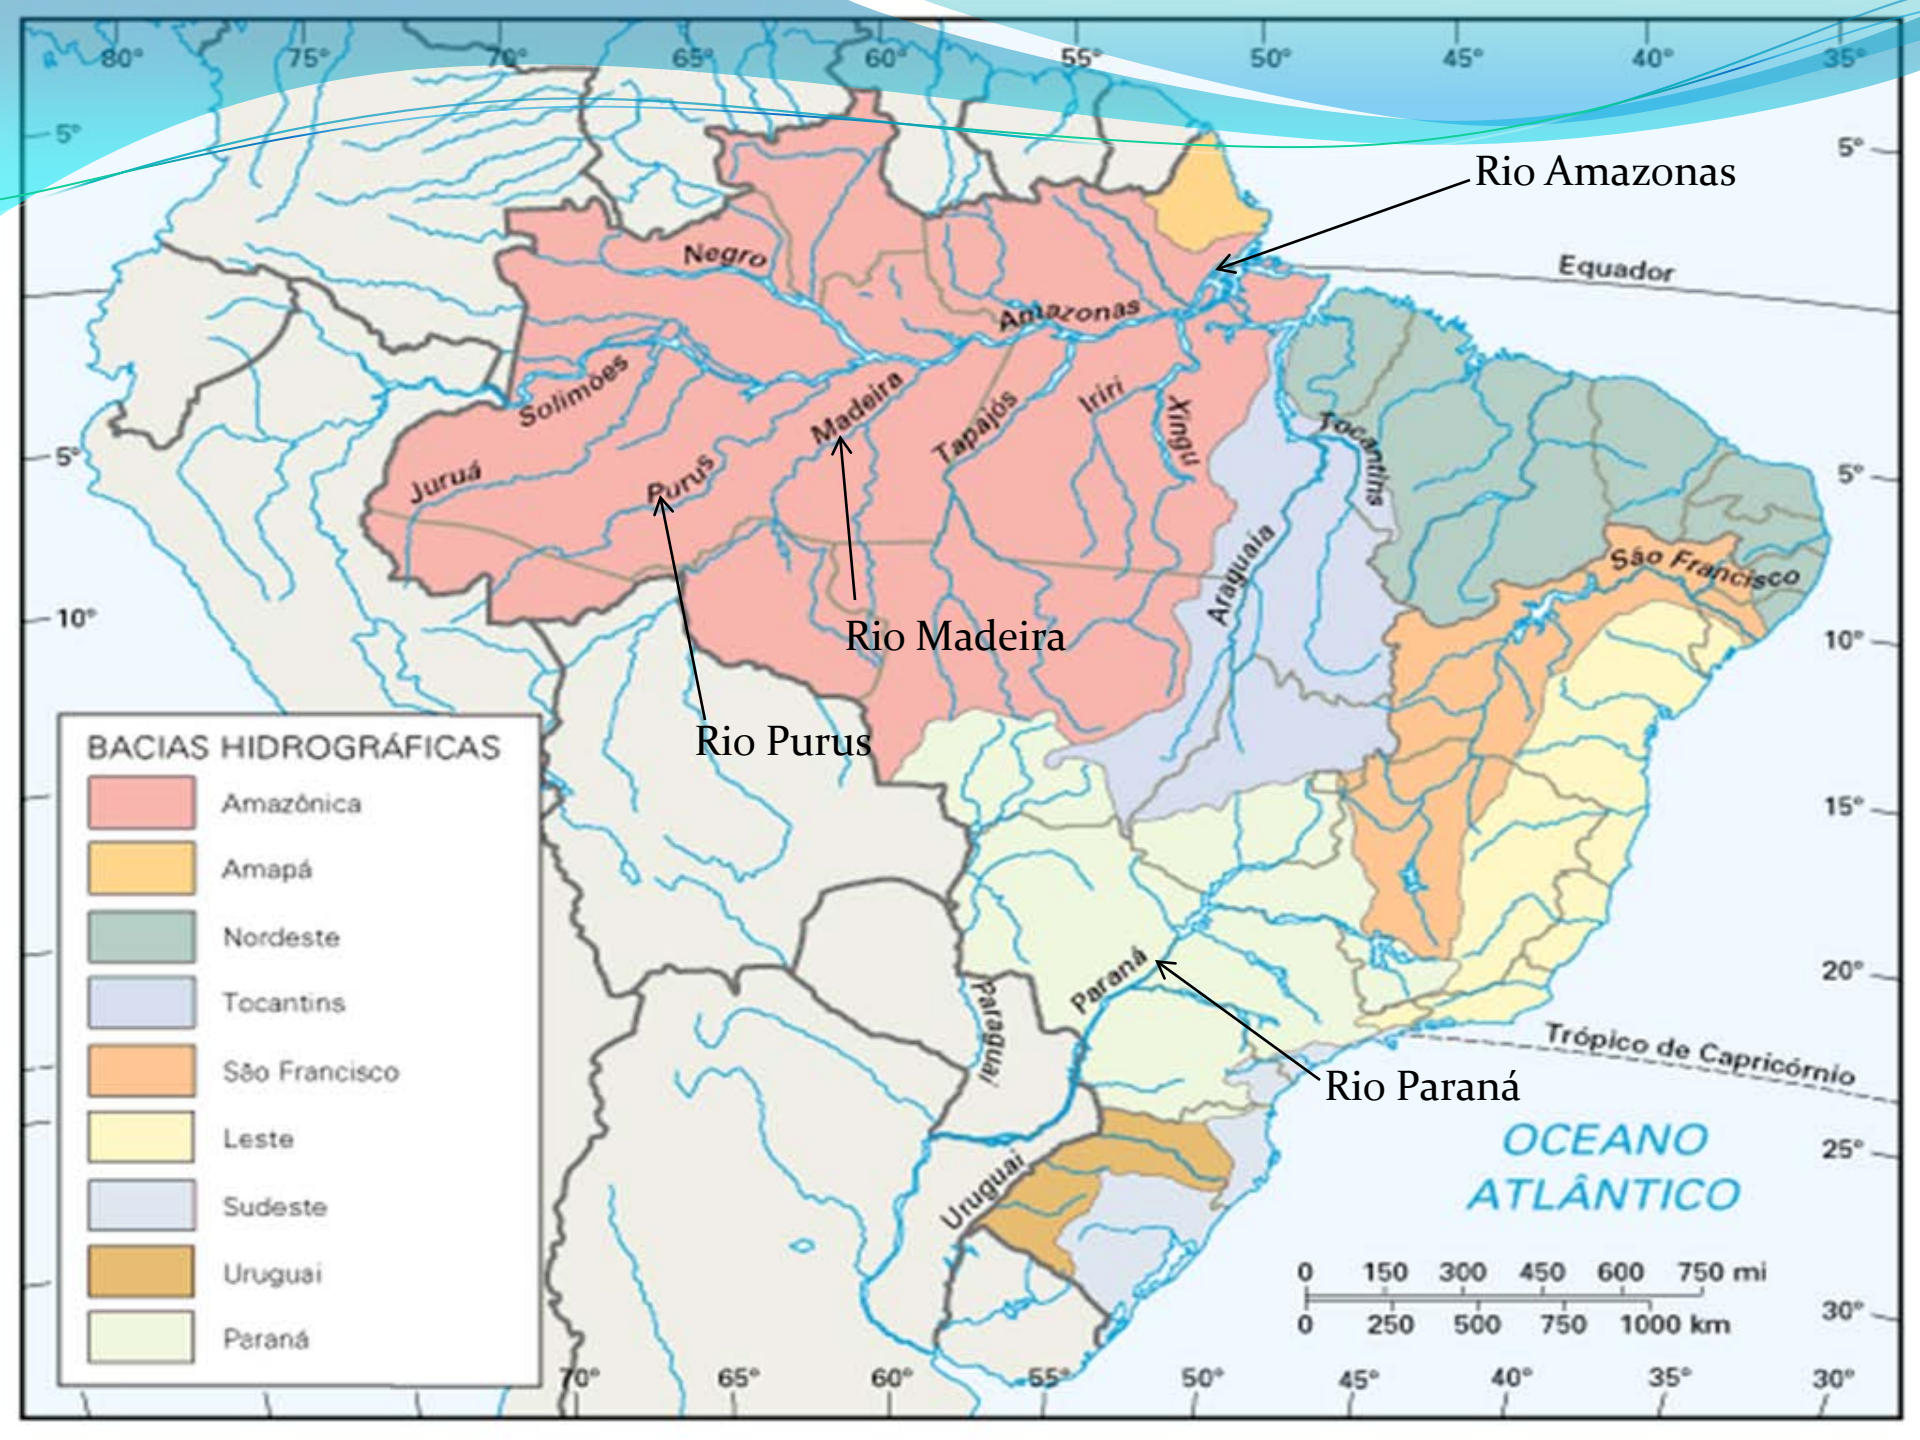 80° 75° 70° 65° 60° 55° 50° 45° 40° 35°
5° 5°
Rio Amazonas
Equador
Negro
Amazonas
Solimões
Madeira
Tapajós
Iriri
Xingu
Tocantins
Juruá
Purus
5° 5°
Araguaia
São Francisco
10° 10°
Rio Madeira
Rio Purus
BACIAS HIDROGRÁFICAS
Amazônica
Amapá
Nordeste
Tocantins
São Francisco
Leste
Sudeste
Uruguai
Paraná
15°
20°
Paraná
Paraguai
Trópico de Capricórnio
Rio Paraná
OCEANO
ATLÂNTICO
25°
Uruguai
0 150 300 450 600 750 mi
0 250 500 750 1000 km
30°
70° 65° 60° 55° 50° 45° 40° 35° 30°